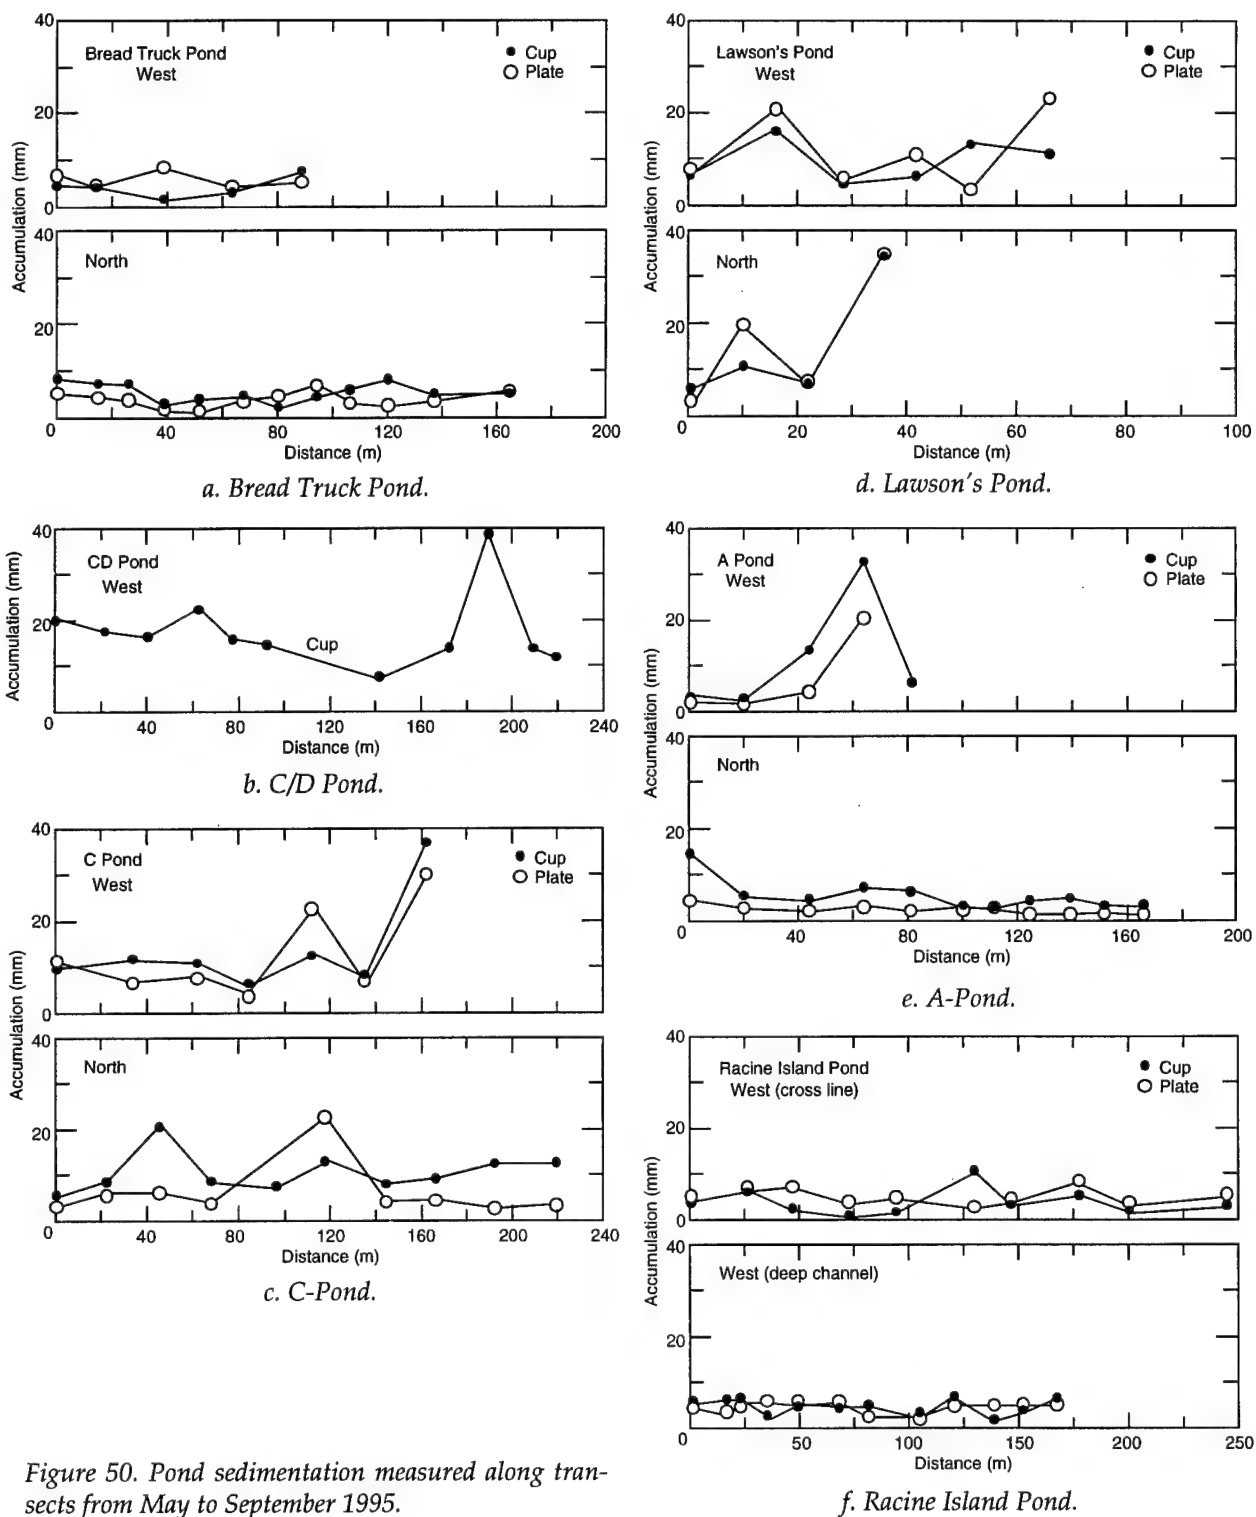 40
Bread Truck Pond
West
Cup
Plate
20
0
Accumulation (mm)
40
North
20
0 40 80 120 160 200
Distance (m)
a. Bread Truck Pond.
40
CD Pond
West
20
Cup
Accumulation (mm)
0 40 80 120 160 200 240
Distance (m)
b. C/D Pond.
40
C Pond
West
Cup
Plate
20
0
Accumulation (mm)
40
North
20
0 40 80 120 160 200 240
Distance (m)
c. C-Pond.
Figure 50. Pond sedimentation measured along tran-
sects from May to September 1995.
40
Lawson's Pond
West
Cup
Plate
20
0
Accumulation (mm)
40
North
20
0 20 40 60 80 100
Distance (m)
d. Lawson's Pond.
40
A Pond
West
Cup
Plate
20
0
Accumulation (mm)
40
North
20
0 40 80 120 160 200
Distance (m)
e. A-Pond.
40
Racine Island Pond
West (cross line)
Cup
Plate
20
0
Accumulation (mm)
40
West (deep channel)
20
0 50 100 150 200 250
Distance (m)
f. Racine Island Pond.